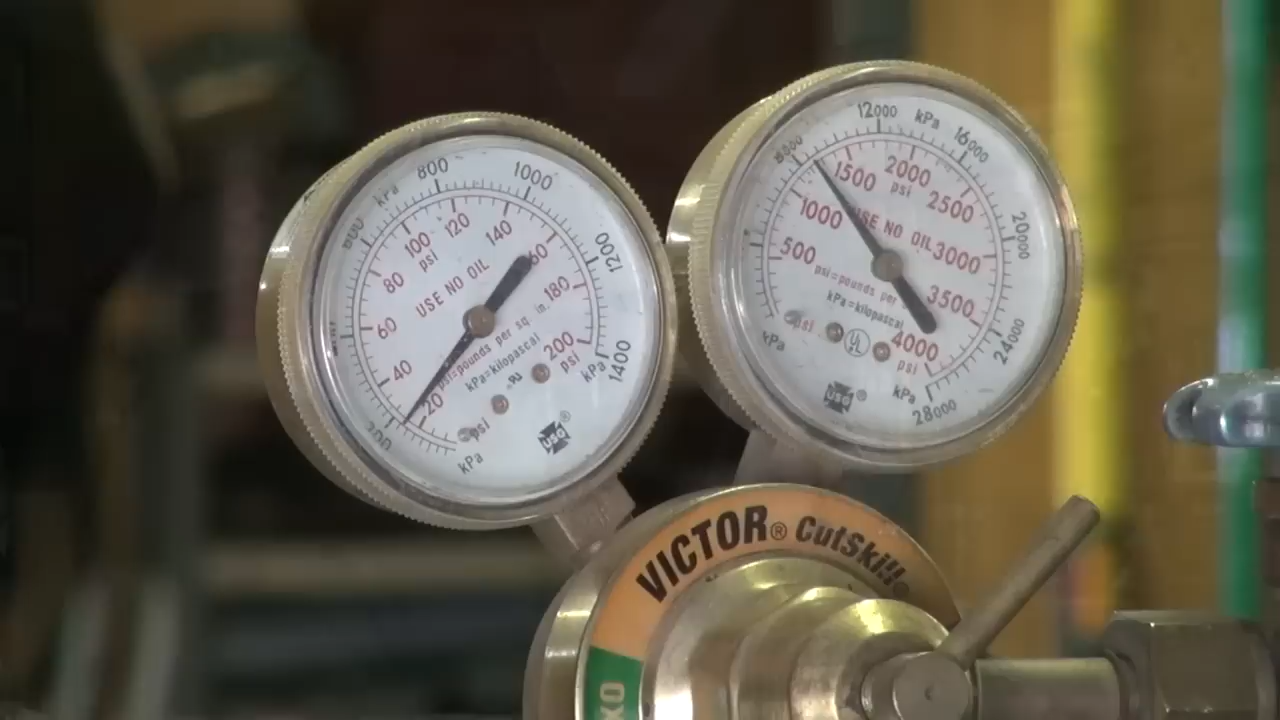 800
1000
kPa
600
1200
120
140
100
psi
160
80
USE NO OIL
180
60
psi=pounds per sq. in.
200
psi
40
kPa=kilopascal
kPa
1400
20
200
psi
kPa
USG®
12000
kPa
16000
8000
2000
1500
psi
2500
20000
1000
USE NO OIL
3000
500
psi=pounds per
3500
kPa=kilopascal
24000
psi
UL
4000
kPa
psi
kPa
USG®
28000
VICTOR® CutSkill®